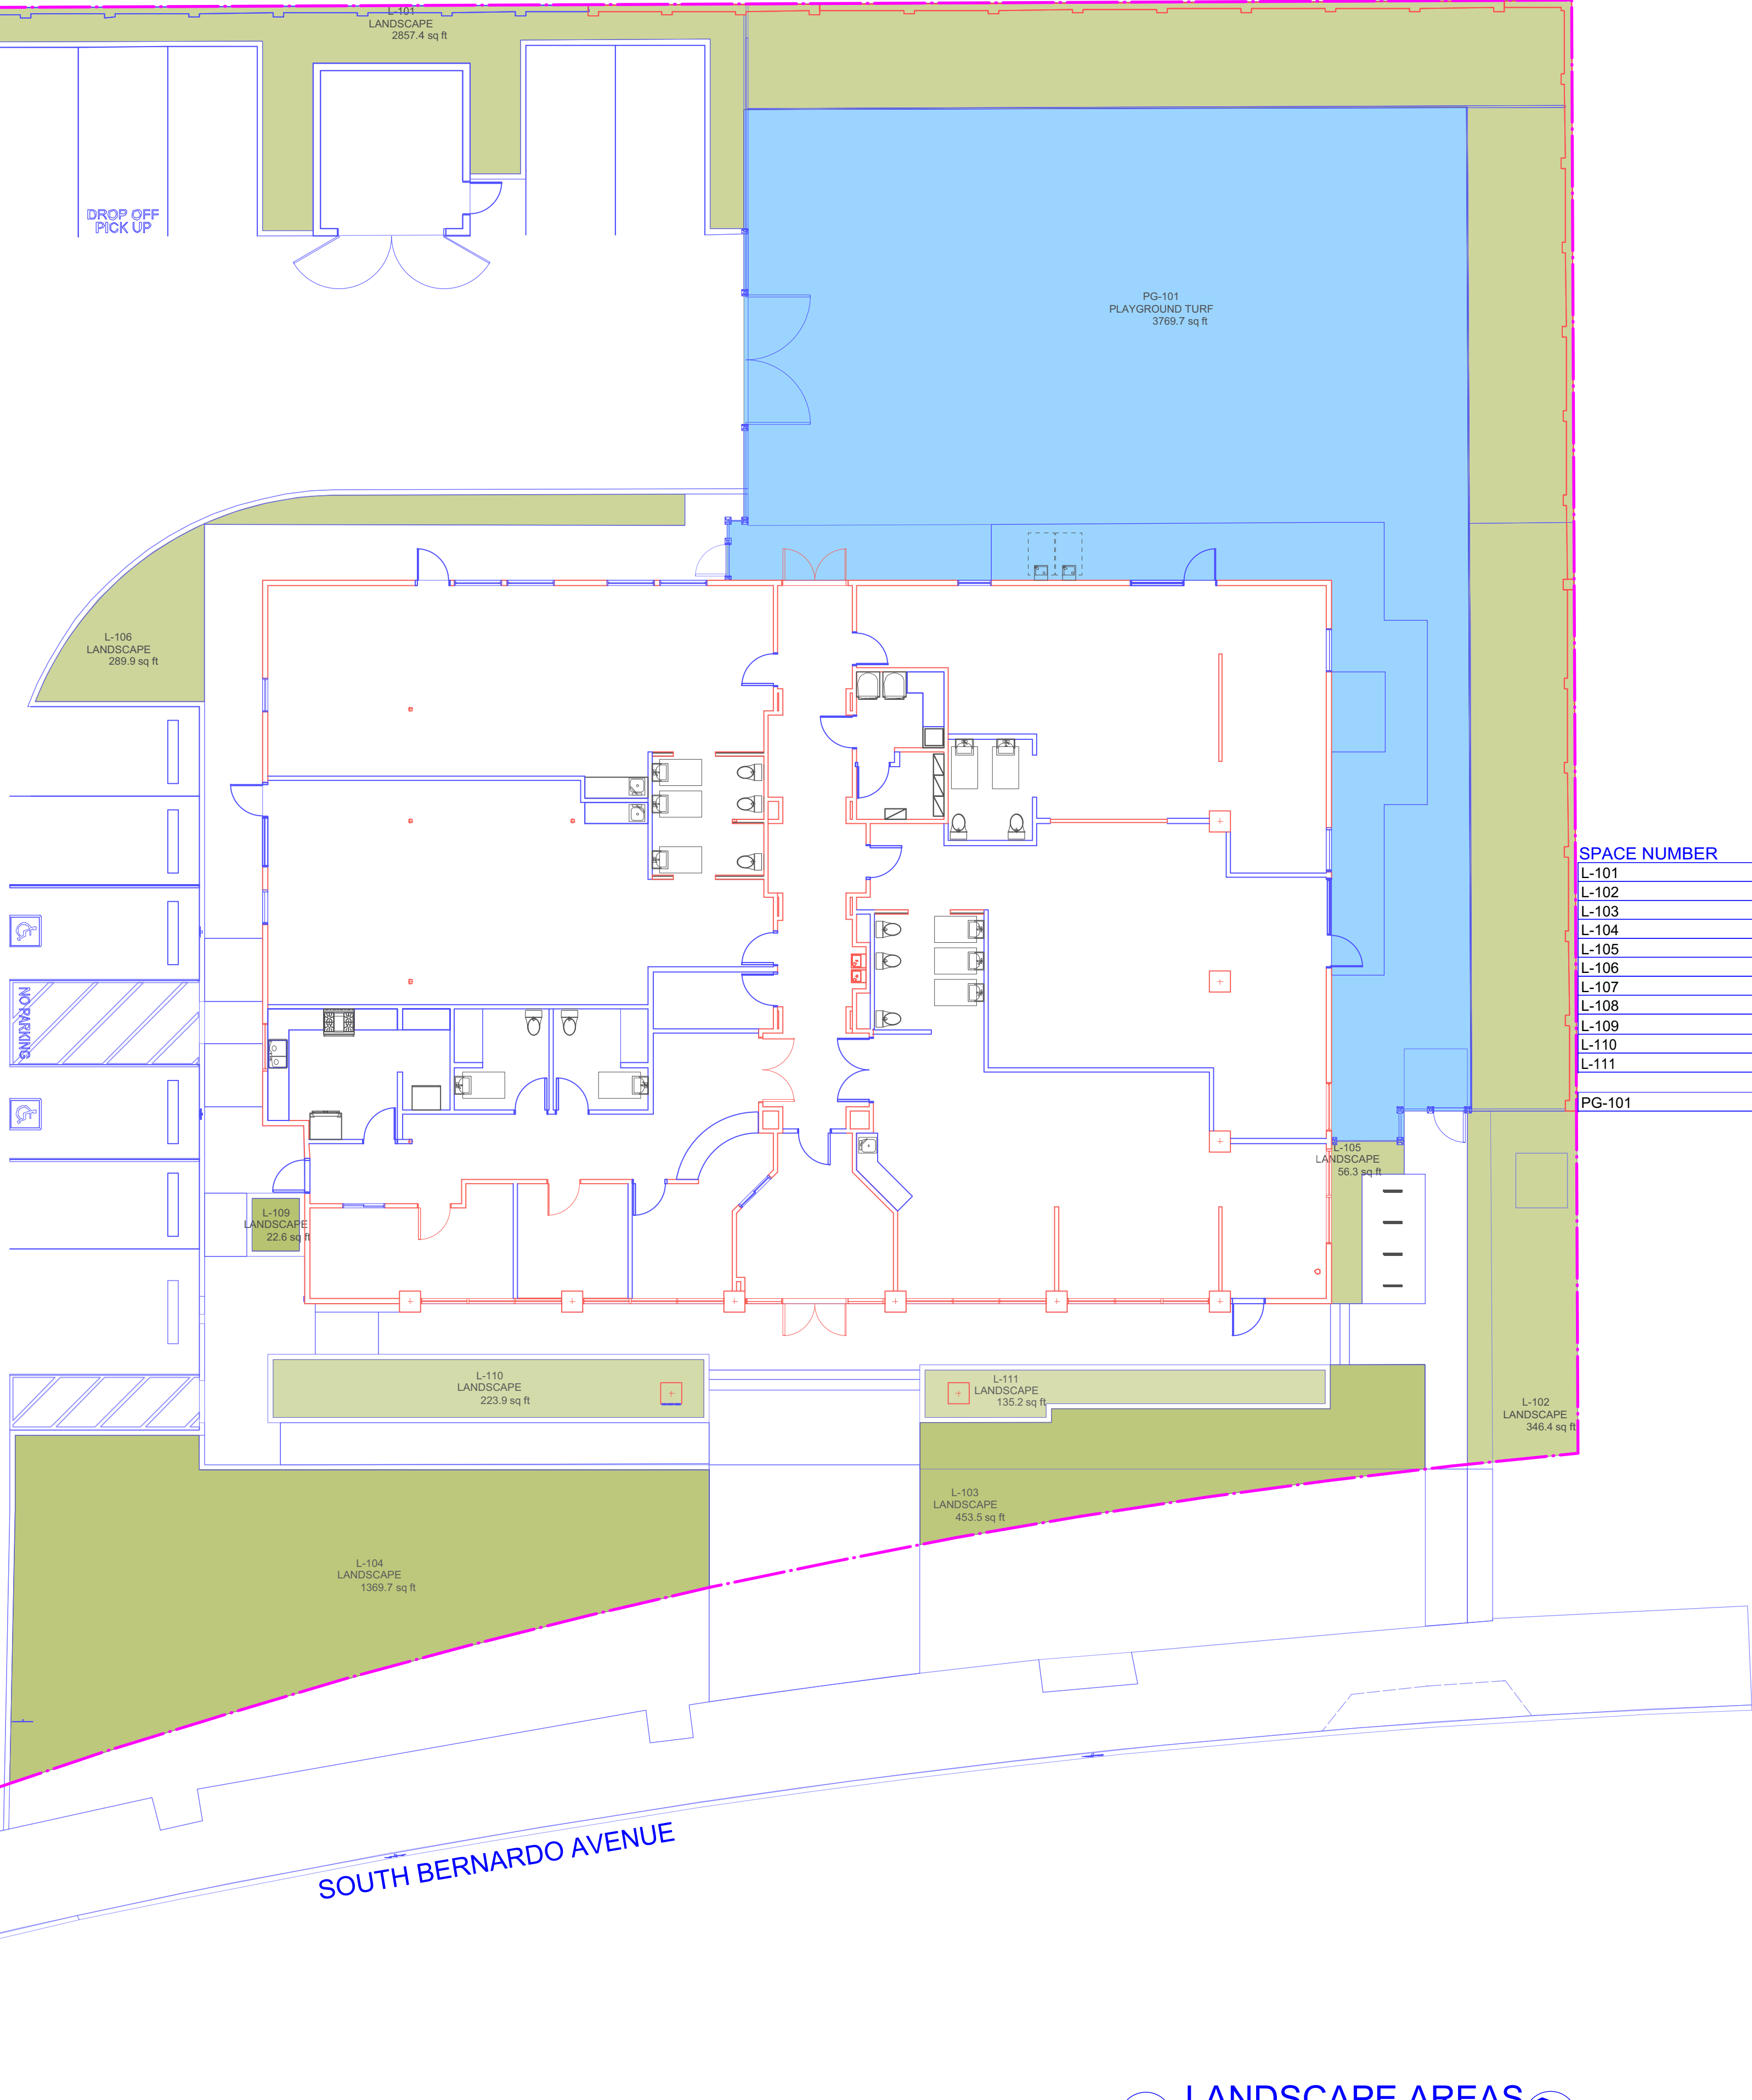 L-101
LANDSCAPE
2857.4 sq ft
DROP OFF
PICK UP
PG-101
PLAYGROUND TURF
3769.7 sq ft
L-106
LANDSCAPE
289.9 sq ft
SPACE NUMBER
L-101
L-102
L-103
L-104
L-105
L-106
L-107
L-108
L-109
L-110
L-111
PG-101
NO PARKING
L-105
LANDSCAPE
56.3 sq ft
L-109
LANDSCAPE
22.6 sq ft
L-110
LANDSCAPE
223.9 sq ft
L-111
LANDSCAPE
135.2 sq ft
L-102
LANDSCAPE
346.4 sq ft
L-103
LANDSCAPE
453.5 sq ft
L-104
LANDSCAPE
1369.7 sq ft
SOUTH BERNARDO AVENUE
LANDSCAPE AREAS